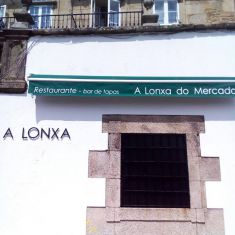 Restaurante - bar de tapas A Lonxa do Mercado
A LONXA